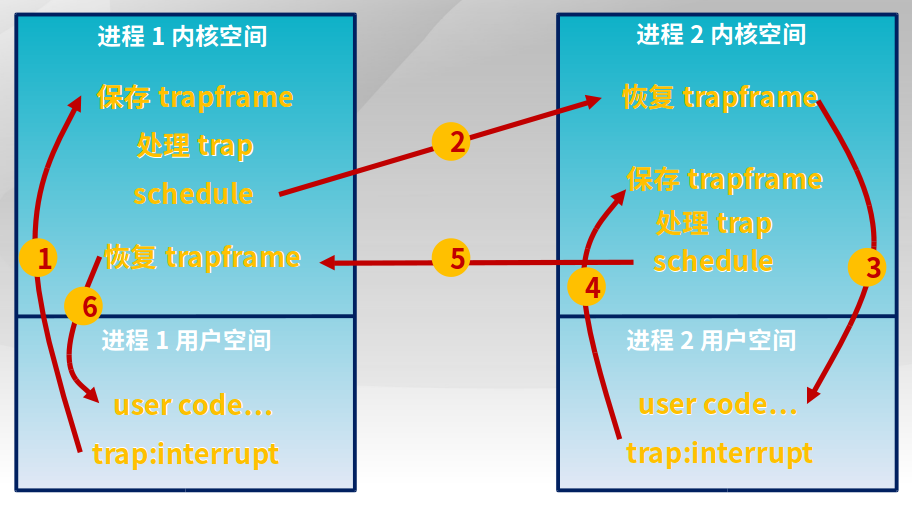 进程 1 内核空间
保存 trapframe
处理 trap
schedule
恢复 trapframe
进程 1 用户空间
user code...
trap:interrupt
进程 2 内核空间
恢复 trapframe
保存 trapframe
处理 trap
schedule
进程 2 用户空间
user code...
trap:interrupt
1
2
3
4
5
6